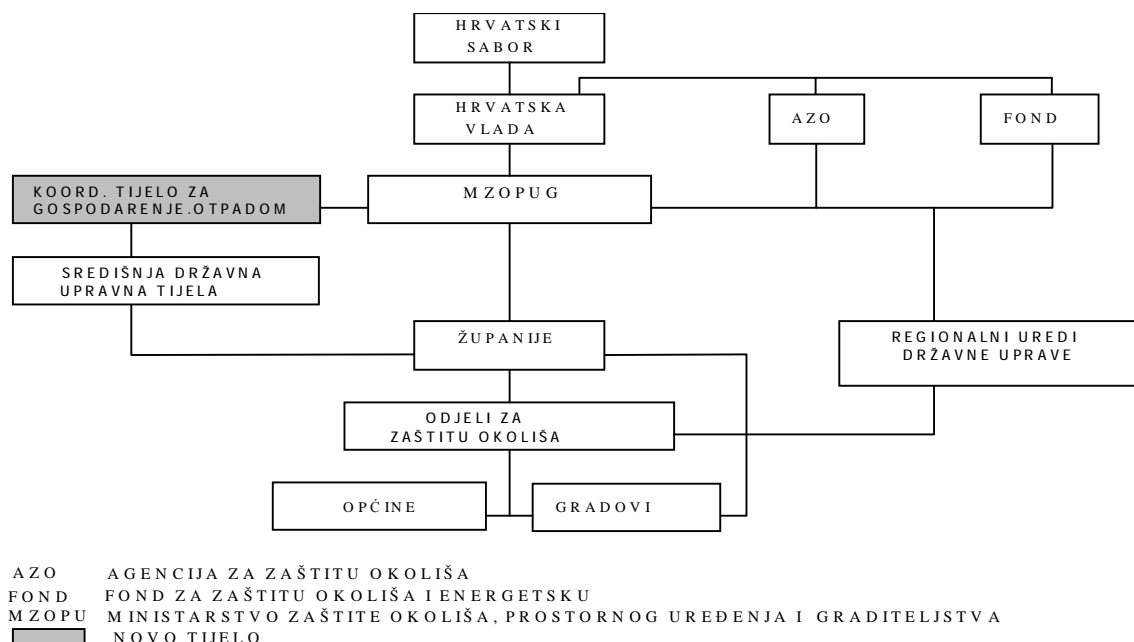 HRVATSKI
SABOR
HRVATSKA
VLADA
AZO
FOND
KOORD. TIJELO ZA
GOSPODARENJE.OTPADOM
MZOPUG
SREDIŠNJA DRŽAVNA
UPRAVNA TIJELA
ŽUPANIJE
REGIONALNI UREDI
DRŽAVNE UPRAVE
ODJELI ZA
ZAŠTITU OKOLIŠA
OPĆINE
GRADOVI
AZO AGENCIJA ZA ZAŠTITU OKOLIŠA
FOND FOND ZA ZAŠTITU OKOLIŠA I ENERGETSKU
MZOPU MINISTARSTVO ZAŠTITE OKOLIŠA, PROSTORNOG UREĐENJA I GRADITELJSTVA
NOVO TIJELO